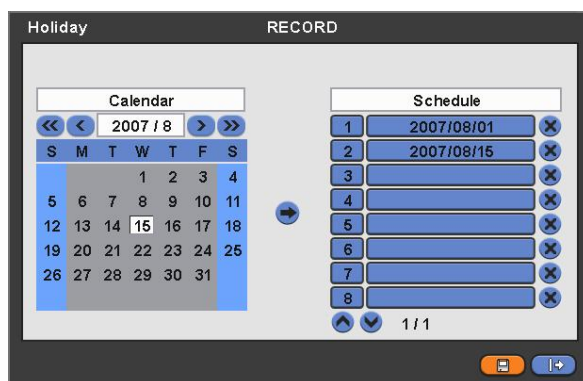 Holiday RECORD
Calendar
2007 / 8
S M T W T F S
1 2 3 4
5 6 7 8 9 10 11
12 13 14 15 16 17 18
19 20 21 22 23 24 25
26 27 28 29 30 31
Schedule
1 2007/08/01
2 2007/08/15
3
4
5
6
7
8
1 / 1